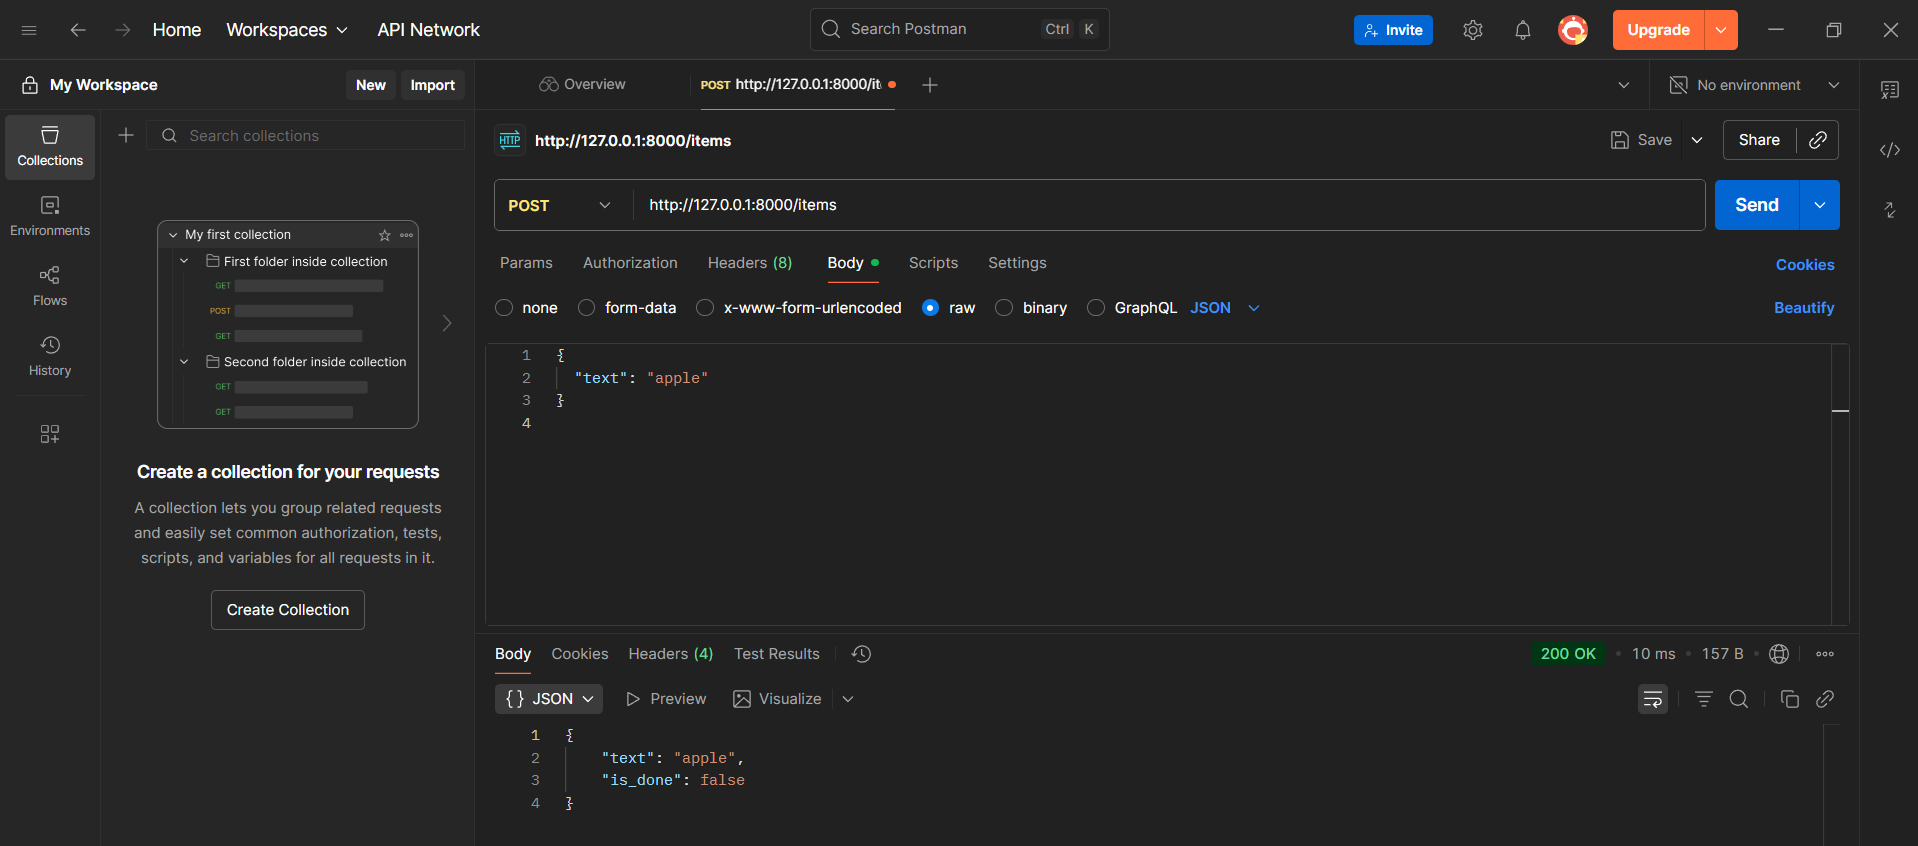 Home Workspaces API Network Search Postman Ctrl K Invite Upgrade
My Workspace New Import Overview POST http://127.0.0.1:8000/it No environment
Collections
Environments
Flows
History
Search collections
My first collection
First folder inside collection
GET
POST
GET
Second folder inside collection
GET
GET
Create a collection for your requests
A collection lets you group related requests
and easily set common authorization, tests,
scripts, and variables for all requests in it.
Create Collection
HTTP http://127.0.0.1:8000/items Save Share
POST http://127.0.0.1:8000/items Send
Params Authorization Headers (8) Body Scripts Settings Cookies
none form-data x-www-form-urlencoded raw binary GraphQL JSON Beautify
1 {
2 "text": "apple"
3 }
4
Body Cookies Headers (4) Test Results 200 OK • 10 ms • 157 B •
{} JSON Preview Visualize
1 {
2 "text": "apple",
3 "is_done": false
4 }